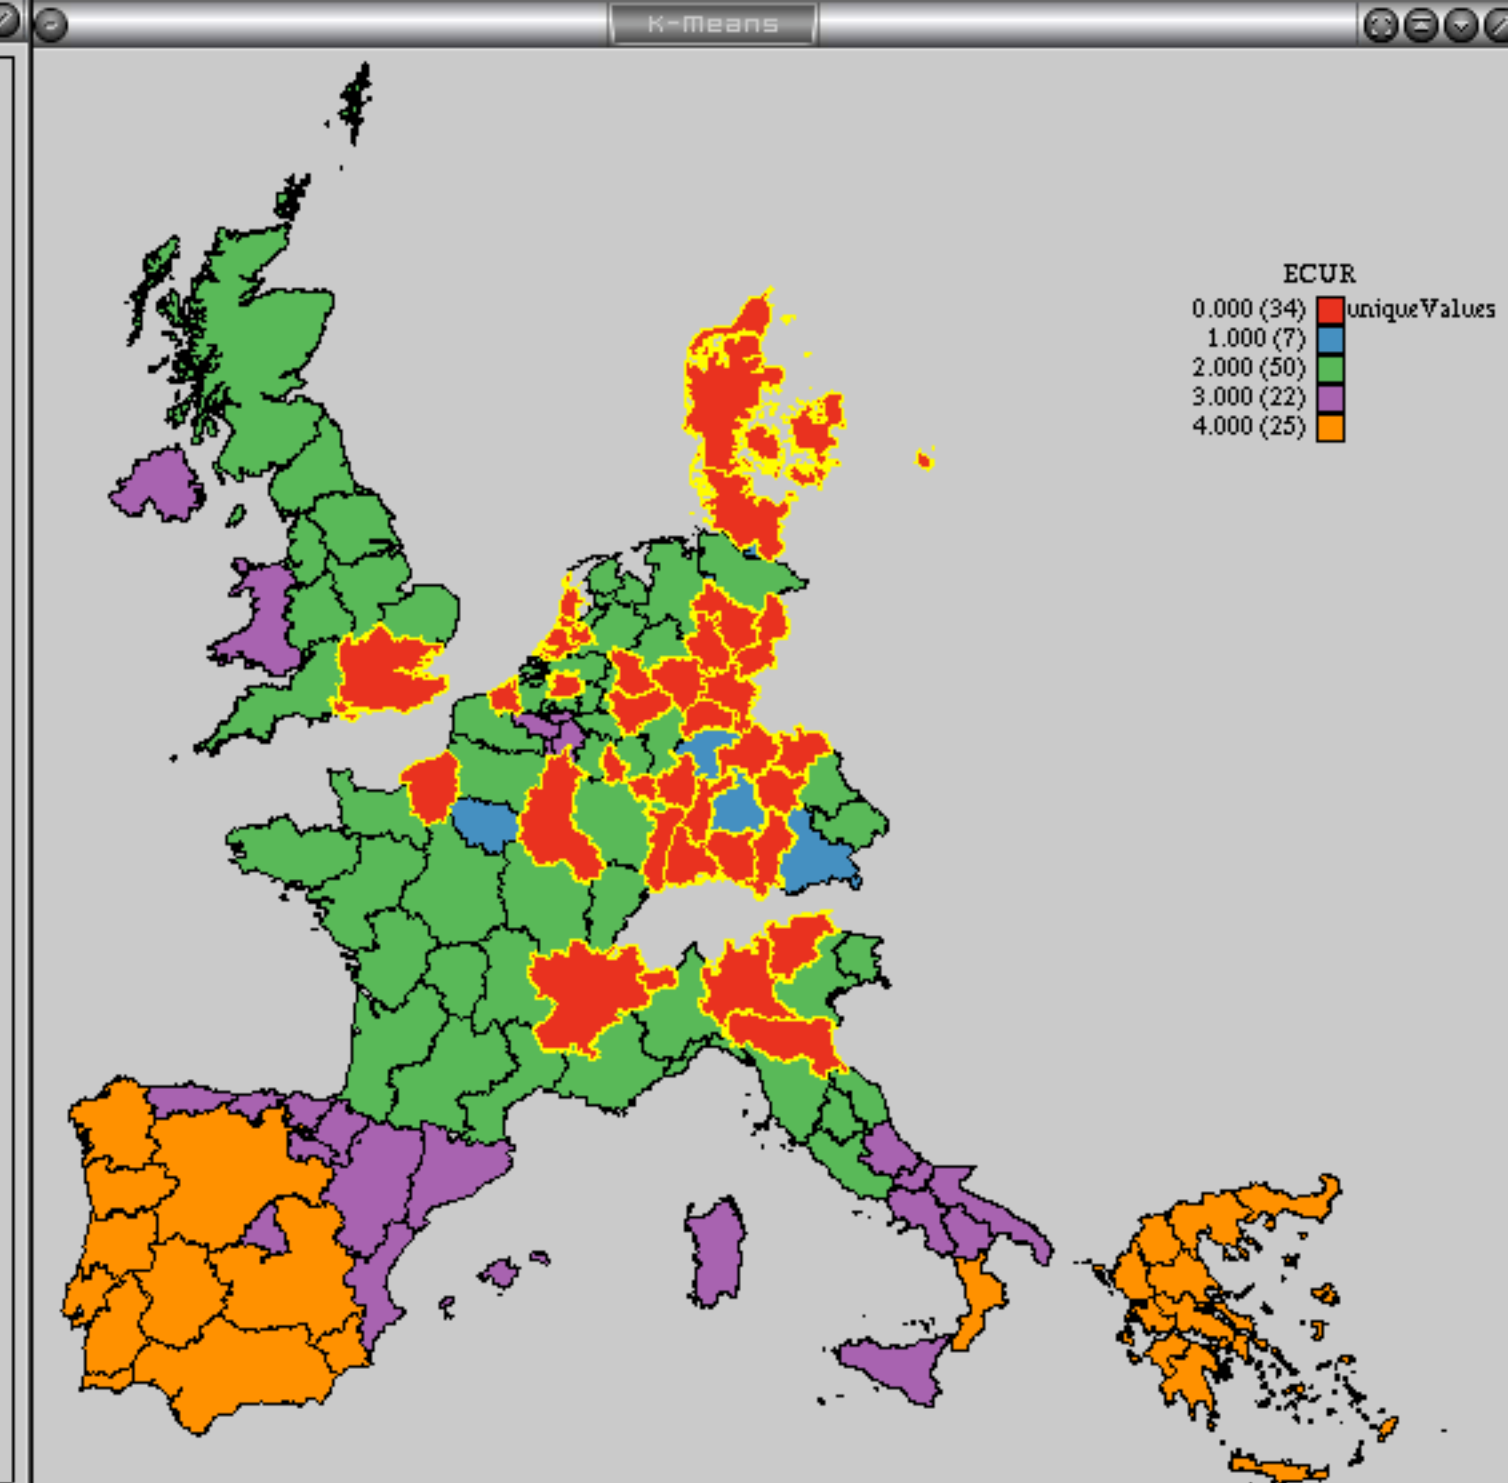 K-Means
ECUR
0.000 (34) uniqueValues
1.000 (7)
2.000 (50)
3.000 (22)
4.000 (25)